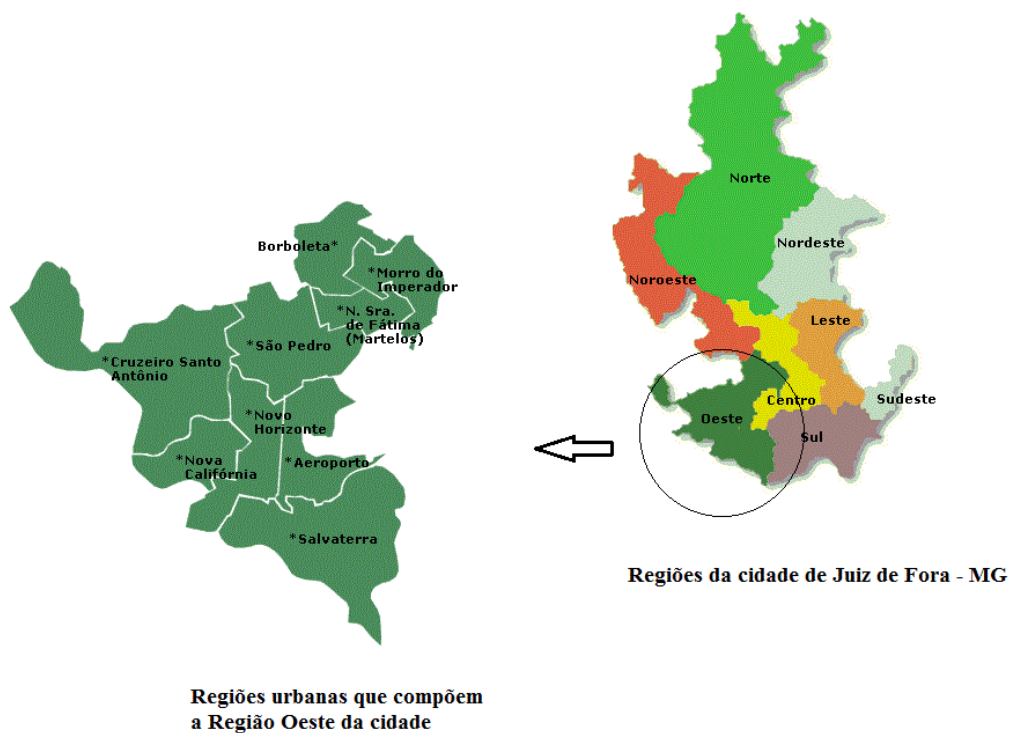 Borboleta*
*Morro do
Imperador
*N. Sra.
de Fátima
(Martelos)
*São Pedro
*Cruzeiro Santo
Antônio
*Novo
Horizonte
*Nova
Califórnia
*Aeroporto
*Salvaterra
Regiões urbanas que compõem
a Região Oeste da cidade
Norte
Nordeste
Noroeste
Leste
Centro
Sudeste
Oeste
Sul
Regiões da cidade de Juiz de Fora - MG